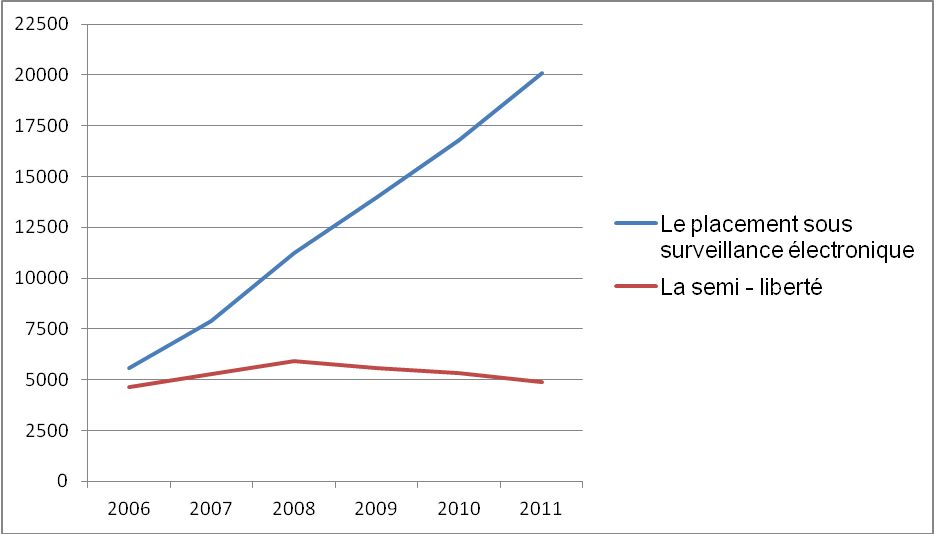 22500
20000
17500
15000
12500
10000
7500
5000
2500
0
2006 2007 2008 2009 2010 2011
Le placement sous
surveillance électronique
La semi - liberté